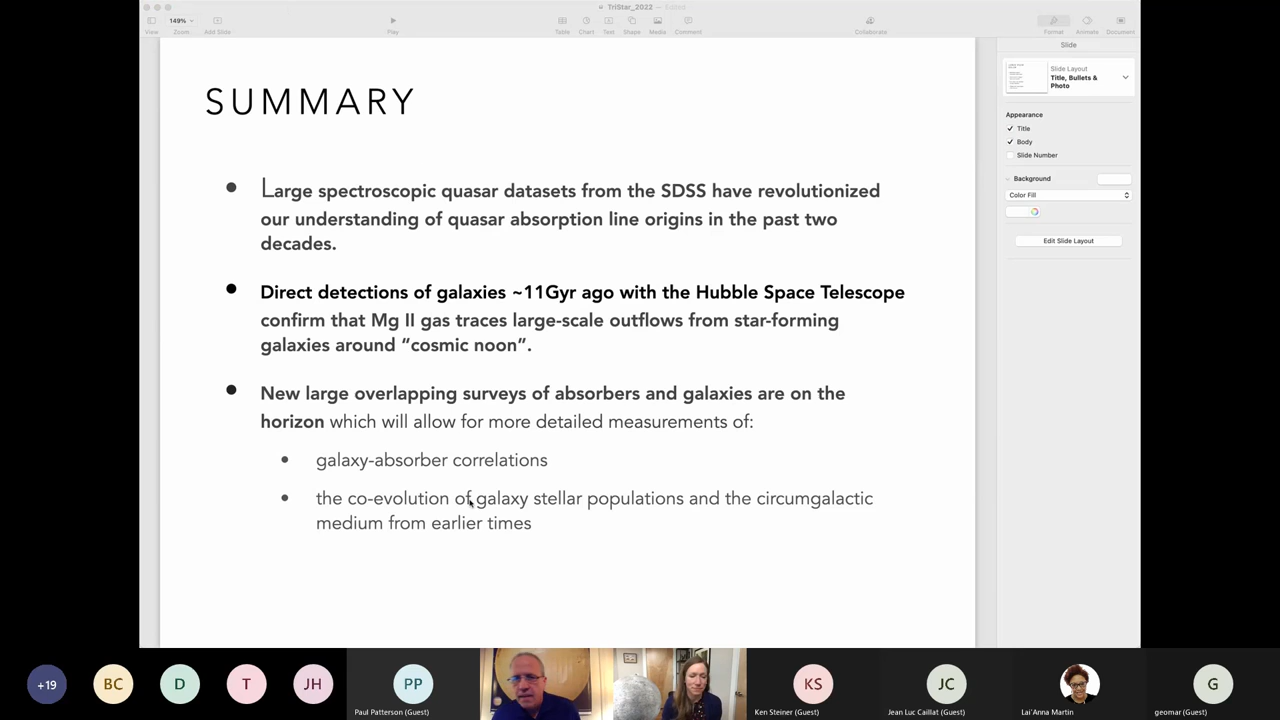 TriStar_2022 — Edited
149%
View
Zoom
Add Slide
Play
Table
Chart
Text
Shape
Media
Comment
Collaborate
Format
Animate
Document
SUMMARY
Large spectroscopic quasar datasets from the SDSS have revolutionized
our understanding of quasar absorption line origins in the past two
decades.
Direct detections of galaxies ~11Gyr ago with the Hubble Space Telescope
confirm that Mg II gas traces large-scale outflows from star-forming
galaxies around “cosmic noon”.
New large overlapping surveys of absorbers and galaxies are on the
horizon which will allow for more detailed measurements of:
galaxy-absorber correlations
the co-evolution of galaxy stellar populations and the circumgalactic
medium from earlier times
Slide
Slide Layout
Title, Bullets &
Photo
Appearance
Title
Body
Slide Number
Background
Color Fill
Edit Slide Layout
+19
BC
D
T
JH
PP
Paul Patterson (Guest)
KS
Ken Steiner (Guest)
JC
Jean Luc Caillat (Guest)
Lai'Anna Martin
G
geomar (Guest)